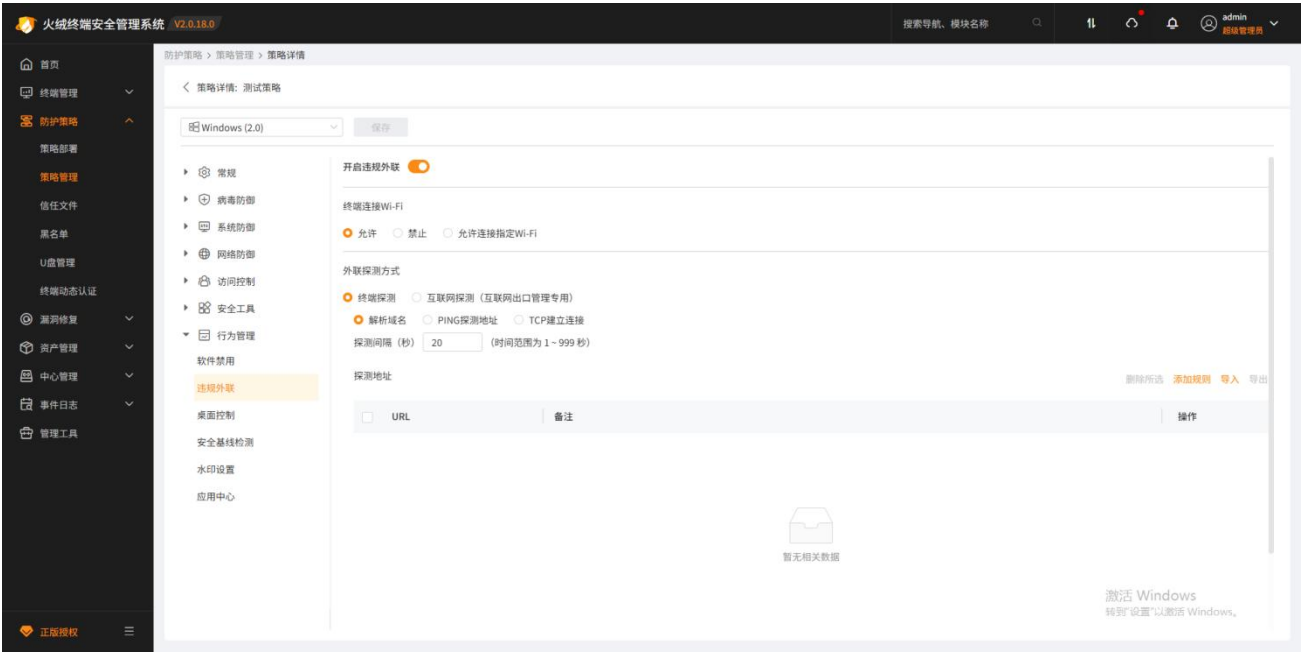 火绒终端安全管理系统 V2.0.18.0
搜索导航、模块名称
admin
超级管理员
首页
终端管理
防护策略
策略部署
策略管理
信任文件
黑名单
U盘管理
终端动态认证
漏洞修复
资产管理
中心管理
事件日志
管理工具
正版授权
防护策略 > 策略管理 > 策略详情
策略详情: 测试策略
Windows (2.0)
保存
常规
病毒防御
系统防御
网络防御
访问控制
安全工具
行为管理
软件禁用
违规外联
桌面控制
安全基线检测
水印设置
应用中心
开启违规外联
终端连接Wi-Fi
允许 禁止 允许连接指定Wi-Fi
外联探测方式
终端探测 互联网探测（互联网出口管理专用）
解析域名 PING探测地址 TCP建立连接
探测间隔（秒） 20 （时间范围为 1 ~ 999 秒）
探测地址
删除所选 添加规则 导入 导出
URL 备注 操作
暂无相关数据
激活 Windows
转到"设置"以激活 Windows。